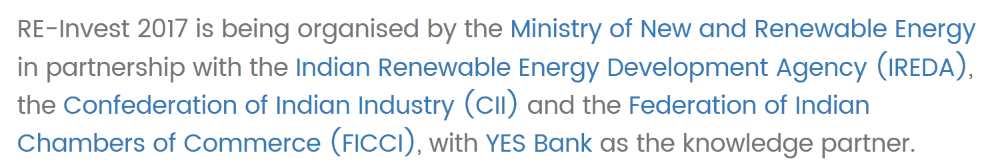 RE-Invest 2017 is being organised by the Ministry of New and Renewable Energy
in partnership with the Indian Renewable Energy Development Agency (IREDA),
the Confederation of Indian Industry (CII) and the Federation of Indian
Chambers of Commerce (FICCI), with YES Bank as the knowledge partner.